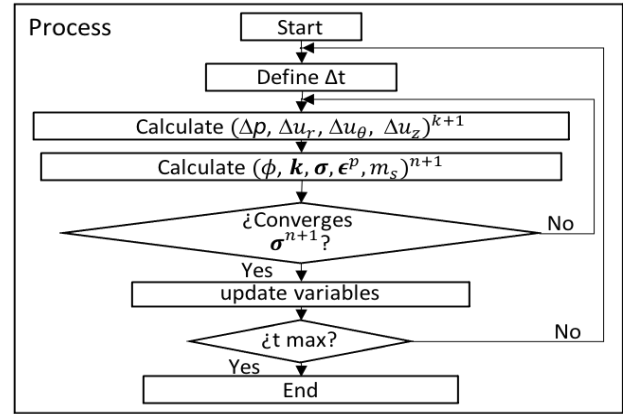 Process
Start
Define Δt
Calculate (Δp, Δu_r, Δu_θ, Δu_z)^{k+1}
Calculate (ϕ, k, σ, ϵ^p, m_s)^{n+1}
¿Converges
σ^{n+1}?
No
Yes
update variables
¿t max?
No
Yes
End